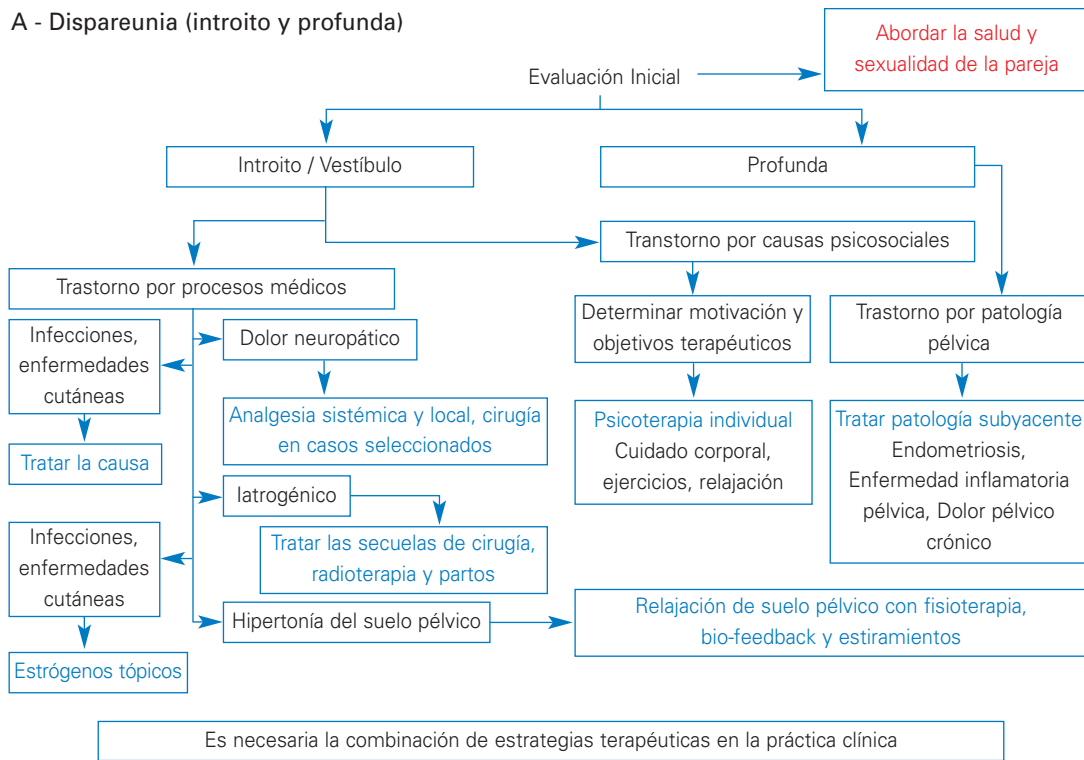 A - Dispareunia (introito y profunda)
Abordar la salud y
sexualidad de la pareja
Evaluación Inicial
Introito / Vestíbulo
Profunda
Transtorno por causas psicosociales
Trastorno por procesos médicos
Infecciones,
enfermedades
cutáneas
Dolor neuropático
Determinar motivación y
objetivos terapéuticos
Trastorno por patología
pélvica
Analgesia sistémica y local, cirugía
en casos seleccionados
Psicoterapia individual
Cuidado corporal,
ejercicios, relajación
Tratar patología subyacente
Endometriosis,
Enfermedad inflamatoria
pélvica, Dolor pélvico
crónico
Tratar la causa
Iatrogénico
Infecciones,
enfermedades
cutáneas
Tratar las secuelas de cirugía,
radioterapia y partos
Hipertonía del suelo pélvico
Relajación de suelo pélvico con fisioterapia,
bio-feedback y estiramientos
Estrógenos tópicos
Es necesaria la combinación de estrategias terapéuticas en la práctica clínica